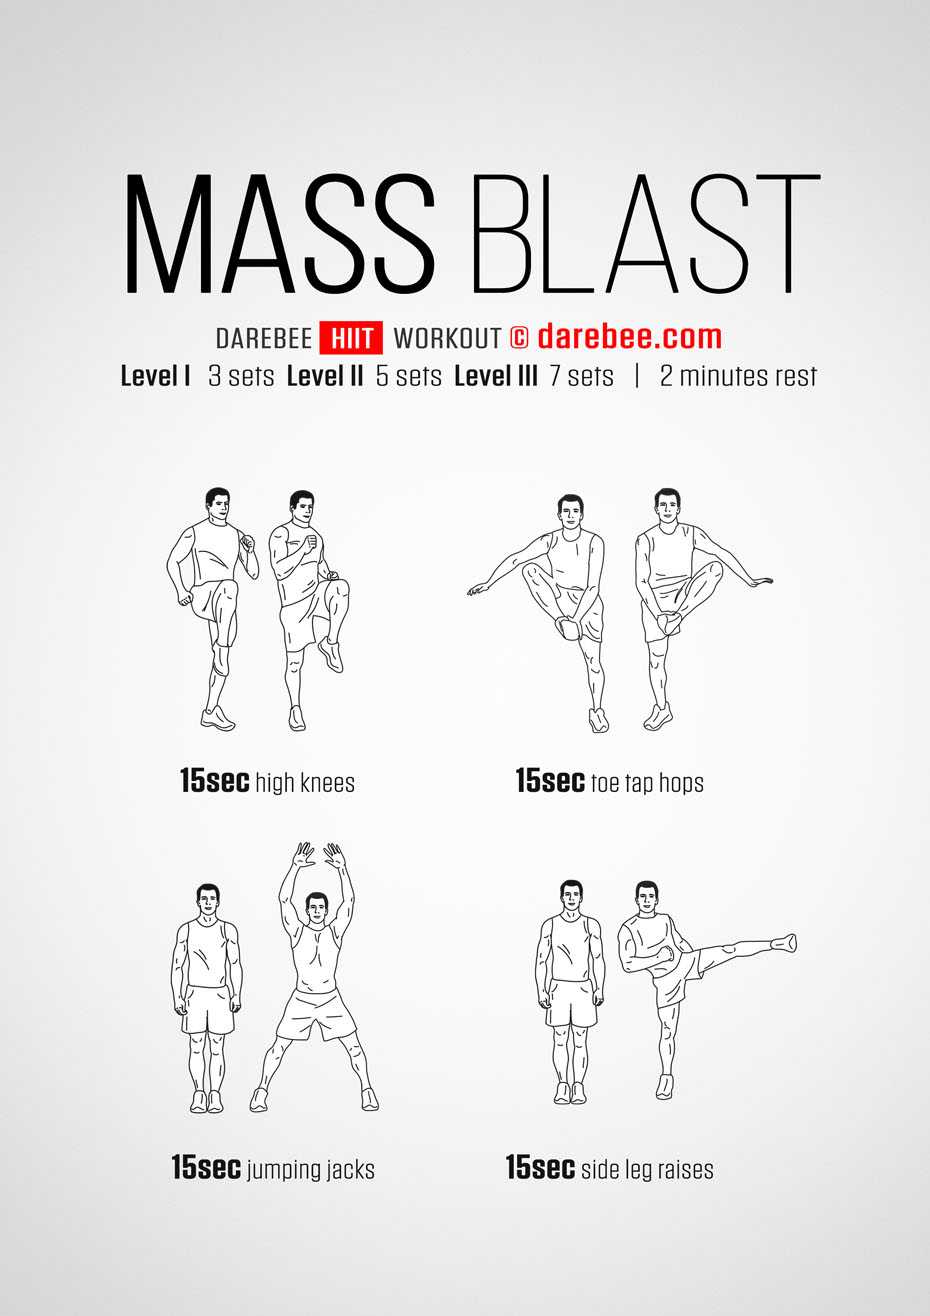 MASS BLAST
DAREBEE HIIT WORKOUT © darebee.com
Level I 3 sets Level II 5 sets Level III 7 sets | 2 minutes rest
15sec high knees
15sec toe tap hops
15sec jumping jacks
15sec side leg raises